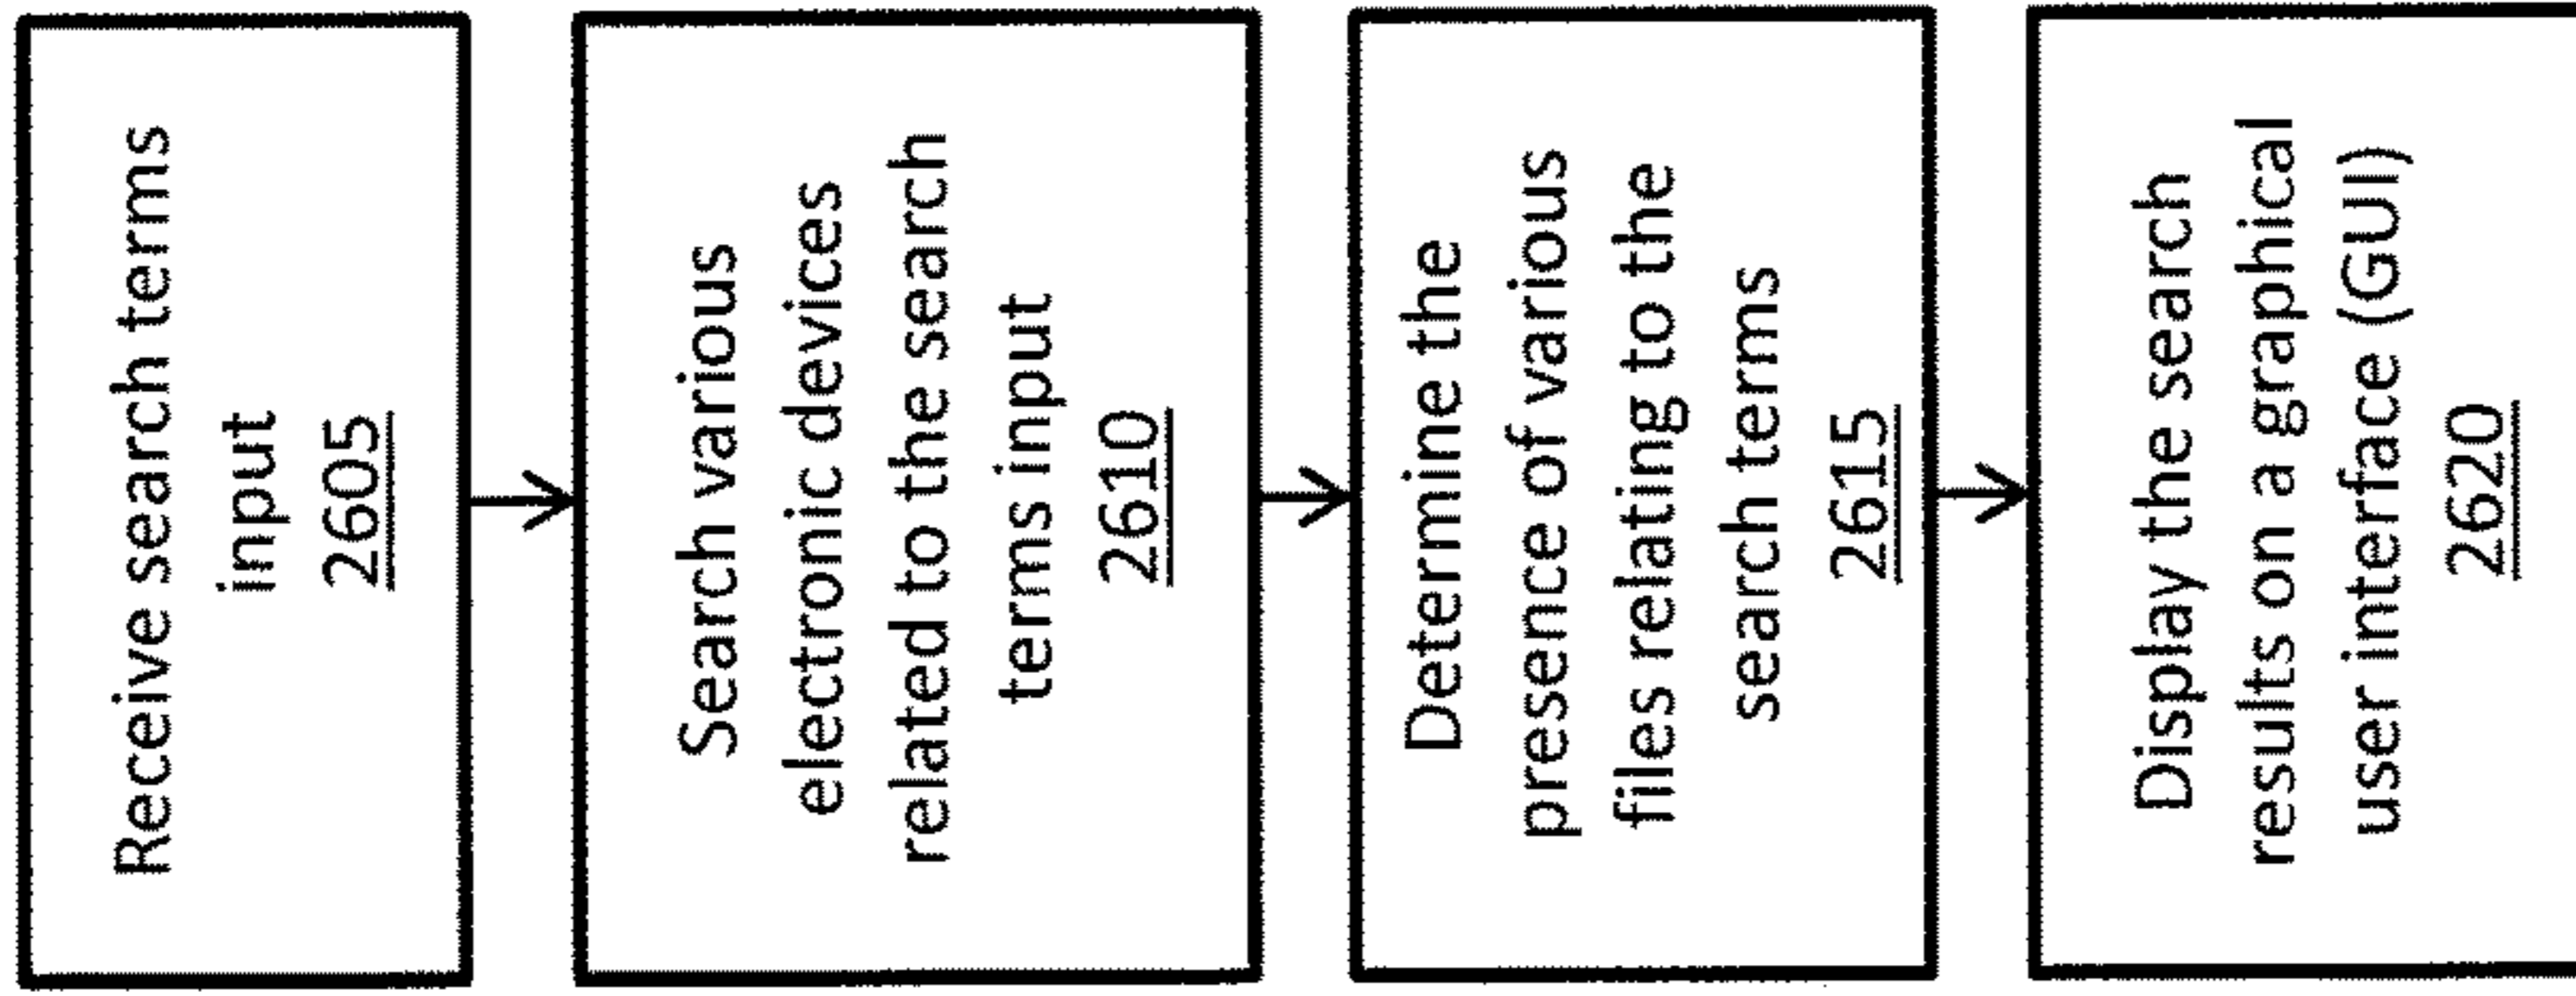 Receive search terms
input
2605
Search various
electronic devices
related to the search
terms input
2610
Determine the
presence of various
files relating to the
search terms
2615
Display the search
results on a graphical
user interface (GUI)
2620